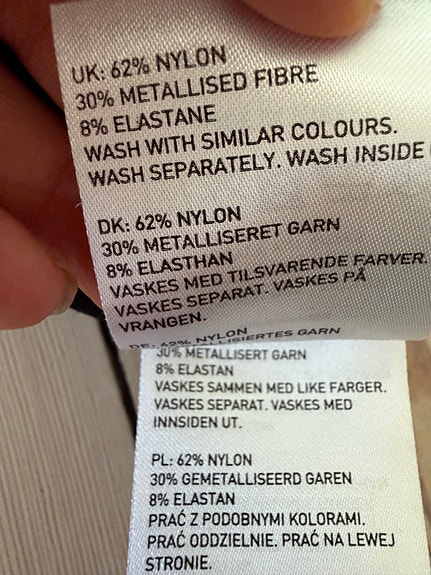 UK: 62% NYLON
30% METALLISED FIBRE
8% ELASTANE
WASH WITH SIMILAR COLOURS.
WASH SEPARATELY. WASH INSIDE
DK: 62% NYLON
30% METALLISERET GARN
8% ELASTHAN
VASKES MED TILSVARENDE FARVER.
VASKES SEPARAT. VASKES PÅ
VRANGEN.
DE: 62% NYLON
30% METALLISERT GARN
8% ELASTAN
VASKES SAMMEN MED LIKE FARGER.
VASKES SEPARAT. VASKES MED
INNSIDEN UT.
PL: 62% NYLON
30% GEMETALLISEERD GAREN
8% ELASTAN
PRAĆ Z PODOBNYMI KOLORAMI.
PRAĆ ODDZIELNIE. PRAĆ NA LEWEJ
STRONIE.